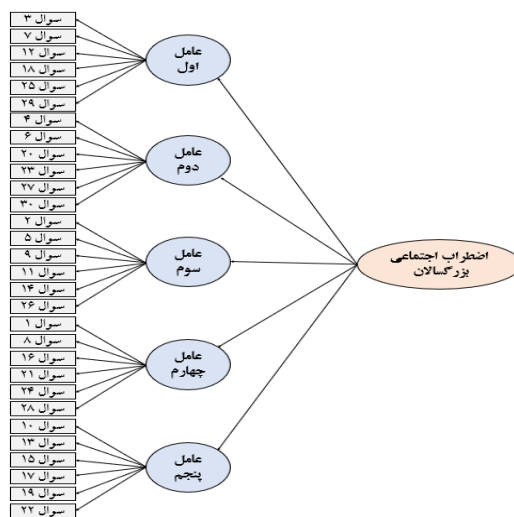 سوال ۳
سوال ۷
سوال ۱۲
سوال ۱۸
سوال ۲۵
سوال ۲۹
سوال ۴
سوال ۶
سوال ۲۰
سوال ۲۳
سوال ۲۷
سوال ۳۰
سوال ۲
سوال ۵
سوال ۹
سوال ۱۱
سوال ۱۴
سوال ۲۶
سوال ۱
سوال ۸
سوال ۱۶
سوال ۲۱
سوال ۲۴
سوال ۲۸
سوال ۱۰
سوال ۱۳
سوال ۱۵
سوال ۱۷
سوال ۱۹
سوال ۲۲
عامل
اول
عامل
دوم
عامل
سوم
عامل
چهارم
عامل
پنجم
اضطراب اجتماعی
بزرگسالان